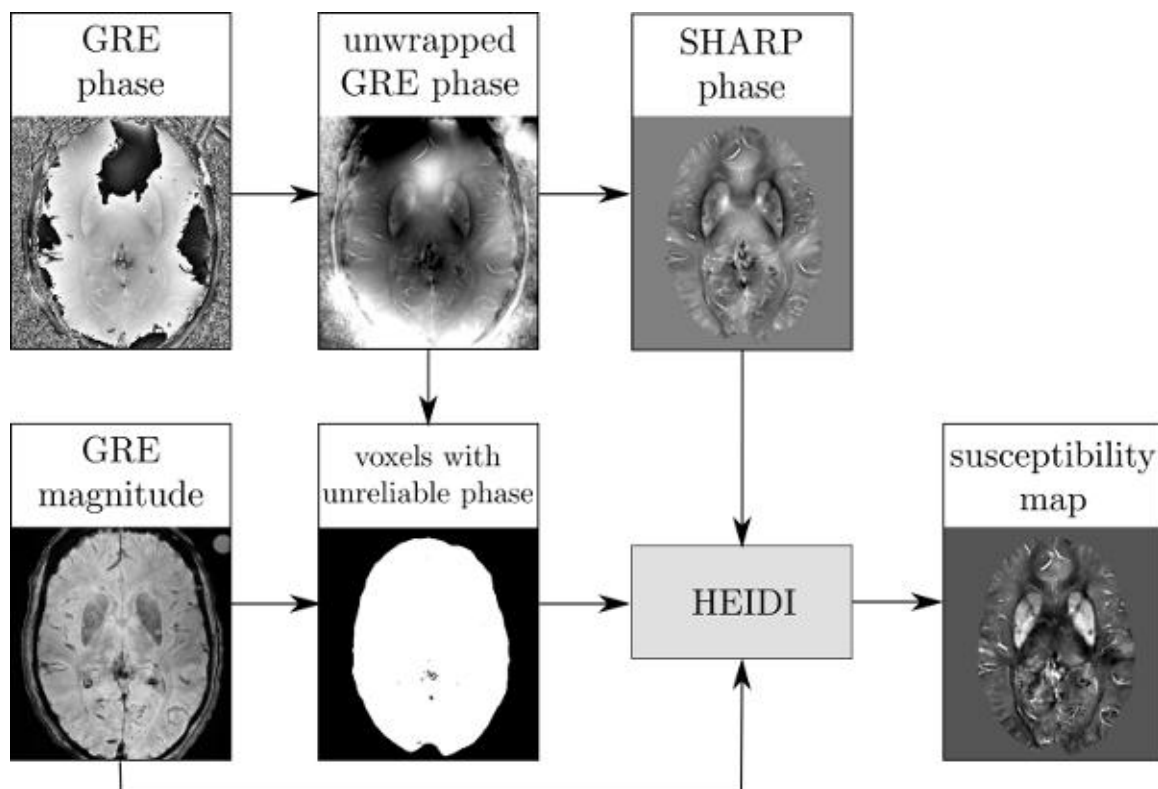 GRE
phase
unwrapped
GRE phase
SHARP
phase
GRE
magnitude
voxels with
unreliable phase
HEIDI
susceptibility
map